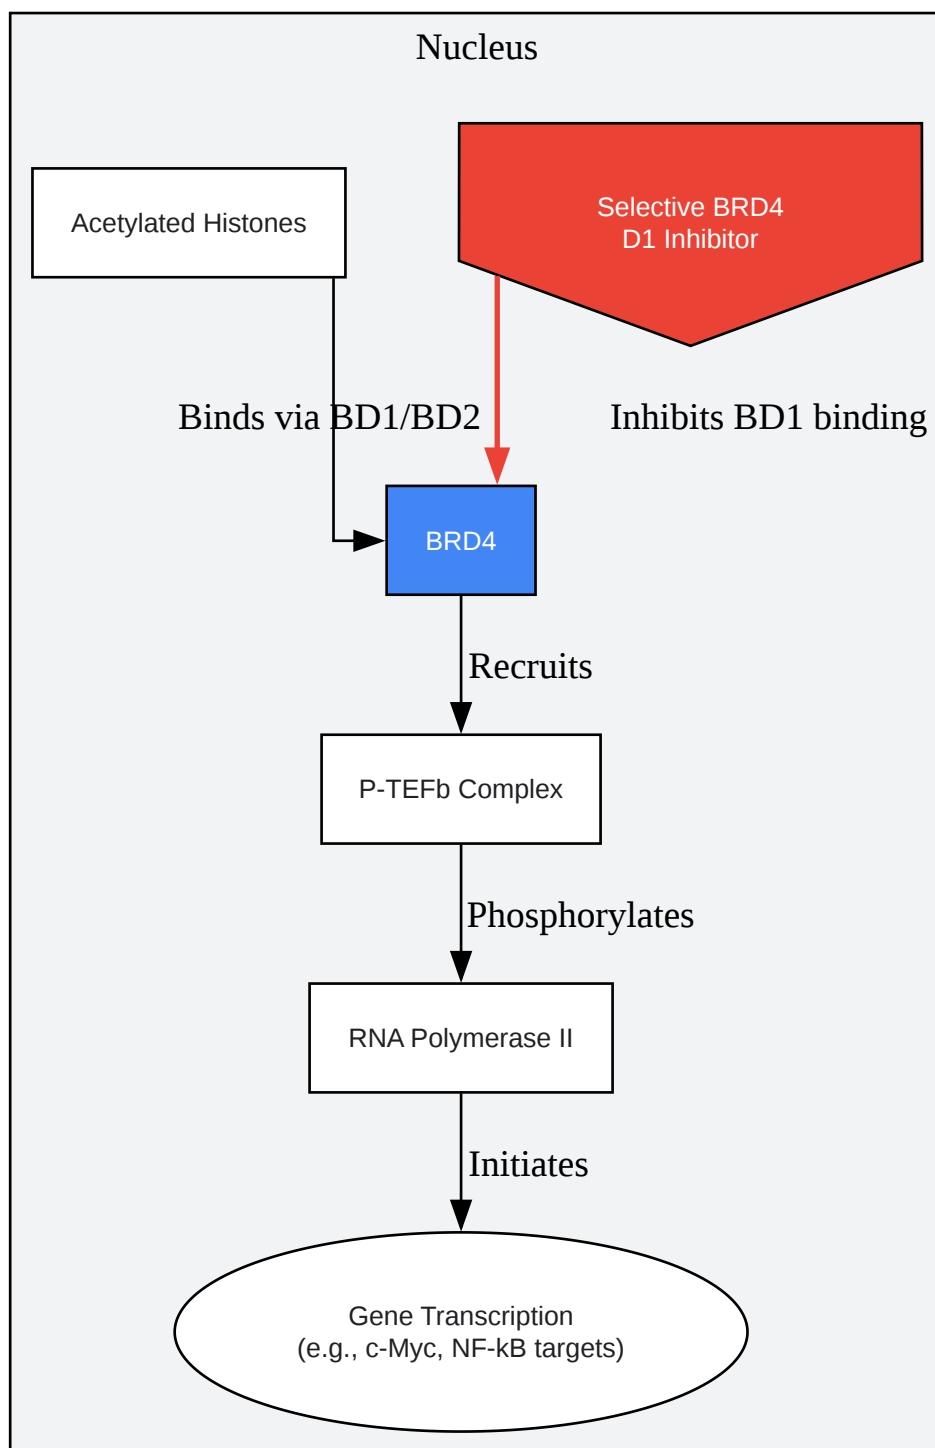 Nucleus
Acetylated Histones
Selective BRD4
D1 Inhibitor
Binds via BD1/BD2
Inhibits BD1 binding
BRD4
Recruits
P-TEFb Complex
Phosphorylates
RNA Polymerase II
Initiates
Gene Transcription
(e.g., c-Myc, NF-kB targets)